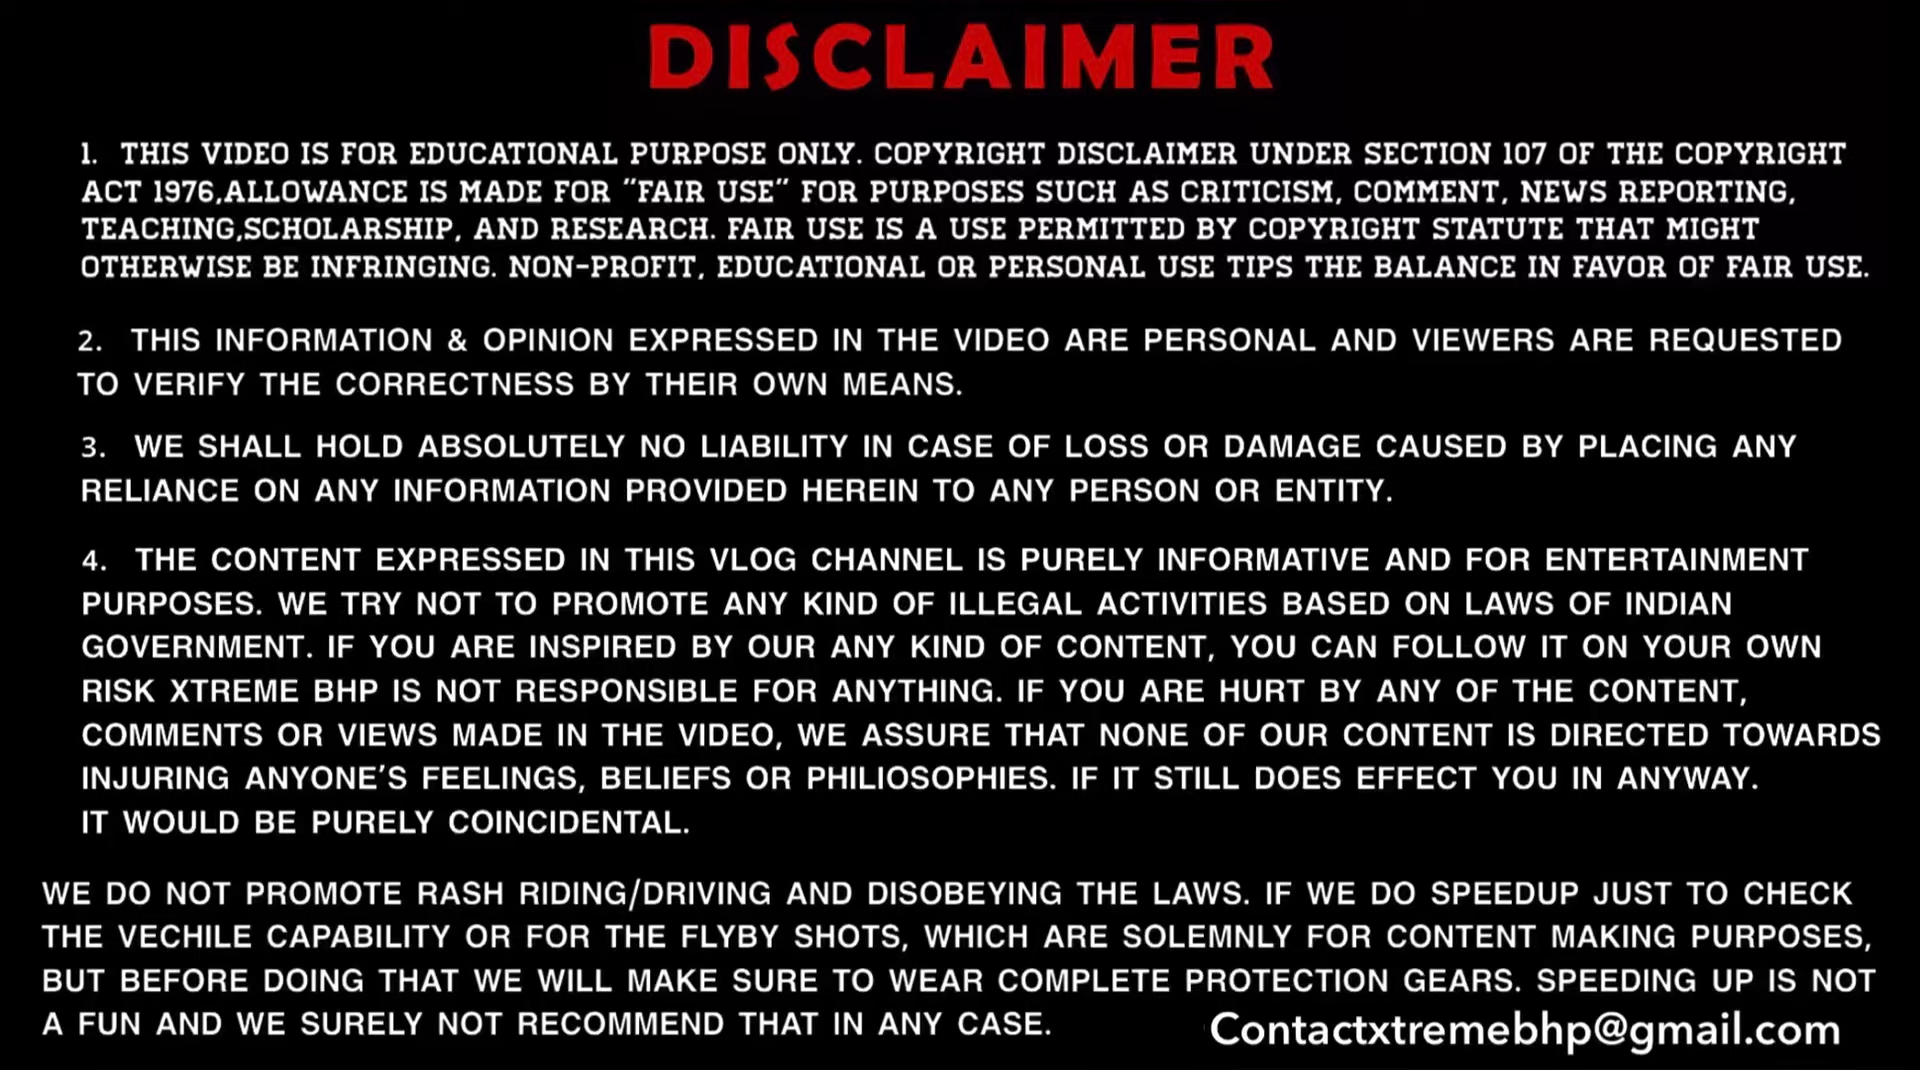 DISCLAIMER
1. THIS VIDEO IS FOR EDUCATIONAL PURPOSE ONLY. COPYRIGHT DISCLAIMER UNDER SECTION 107 OF THE COPYRIGHT
ACT 1976,ALLOWANCE IS MADE FOR "FAIR USE" FOR PURPOSES SUCH AS CRITICISM, COMMENT, NEWS REPORTING,
TEACHING,SCHOLARSHIP, AND RESEARCH. FAIR USE IS A USE PERMITTED BY COPYRIGHT STATUTE THAT MIGHT
OTHERWISE BE INFRINGING. NON-PROFIT, EDUCATIONAL OR PERSONAL USE TIPS THE BALANCE IN FAVOR OF FAIR USE.
2. THIS INFORMATION & OPINION EXPRESSED IN THE VIDEO ARE PERSONAL AND VIEWERS ARE REQUESTED
TO VERIFY THE CORRECTNESS BY THEIR OWN MEANS.
3. WE SHALL HOLD ABSOLUTELY NO LIABILITY IN CASE OF LOSS OR DAMAGE CAUSED BY PLACING ANY
RELIANCE ON ANY INFORMATION PROVIDED HEREIN TO ANY PERSON OR ENTITY.
4. THE CONTENT EXPRESSED IN THIS VLOG CHANNEL IS PURELY INFORMATIVE AND FOR ENTERTAINMENT
PURPOSES. WE TRY NOT TO PROMOTE ANY KIND OF ILLEGAL ACTIVITIES BASED ON LAWS OF INDIAN
GOVERNMENT. IF YOU ARE INSPIRED BY OUR ANY KIND OF CONTENT, YOU CAN FOLLOW IT ON YOUR OWN
RISK XTREME BHP IS NOT RESPONSIBLE FOR ANYTHING. IF YOU ARE HURT BY ANY OF THE CONTENT,
COMMENTS OR VIEWS MADE IN THE VIDEO, WE ASSURE THAT NONE OF OUR CONTENT IS DIRECTED TOWARDS
INJURING ANYONE'S FEELINGS, BELIEFS OR PHILIOSOPHIES. IF IT STILL DOES EFFECT YOU IN ANYWAY.
IT WOULD BE PURELY COINCIDENTAL.
WE DO NOT PROMOTE RASH RIDING/DRIVING AND DISOBEYING THE LAWS. IF WE DO SPEEDUP JUST TO CHECK
THE VECHILE CAPABILITY OR FOR THE FLYBY SHOTS, WHICH ARE SOLEMNLY FOR CONTENT MAKING PURPOSES,
BUT BEFORE DOING THAT WE WILL MAKE SURE TO WEAR COMPLETE PROTECTION GEARS. SPEEDING UP IS NOT
A FUN AND WE SURELY NOT RECOMMEND THAT IN ANY CASE.
Contactxtremebhp@gmail.com